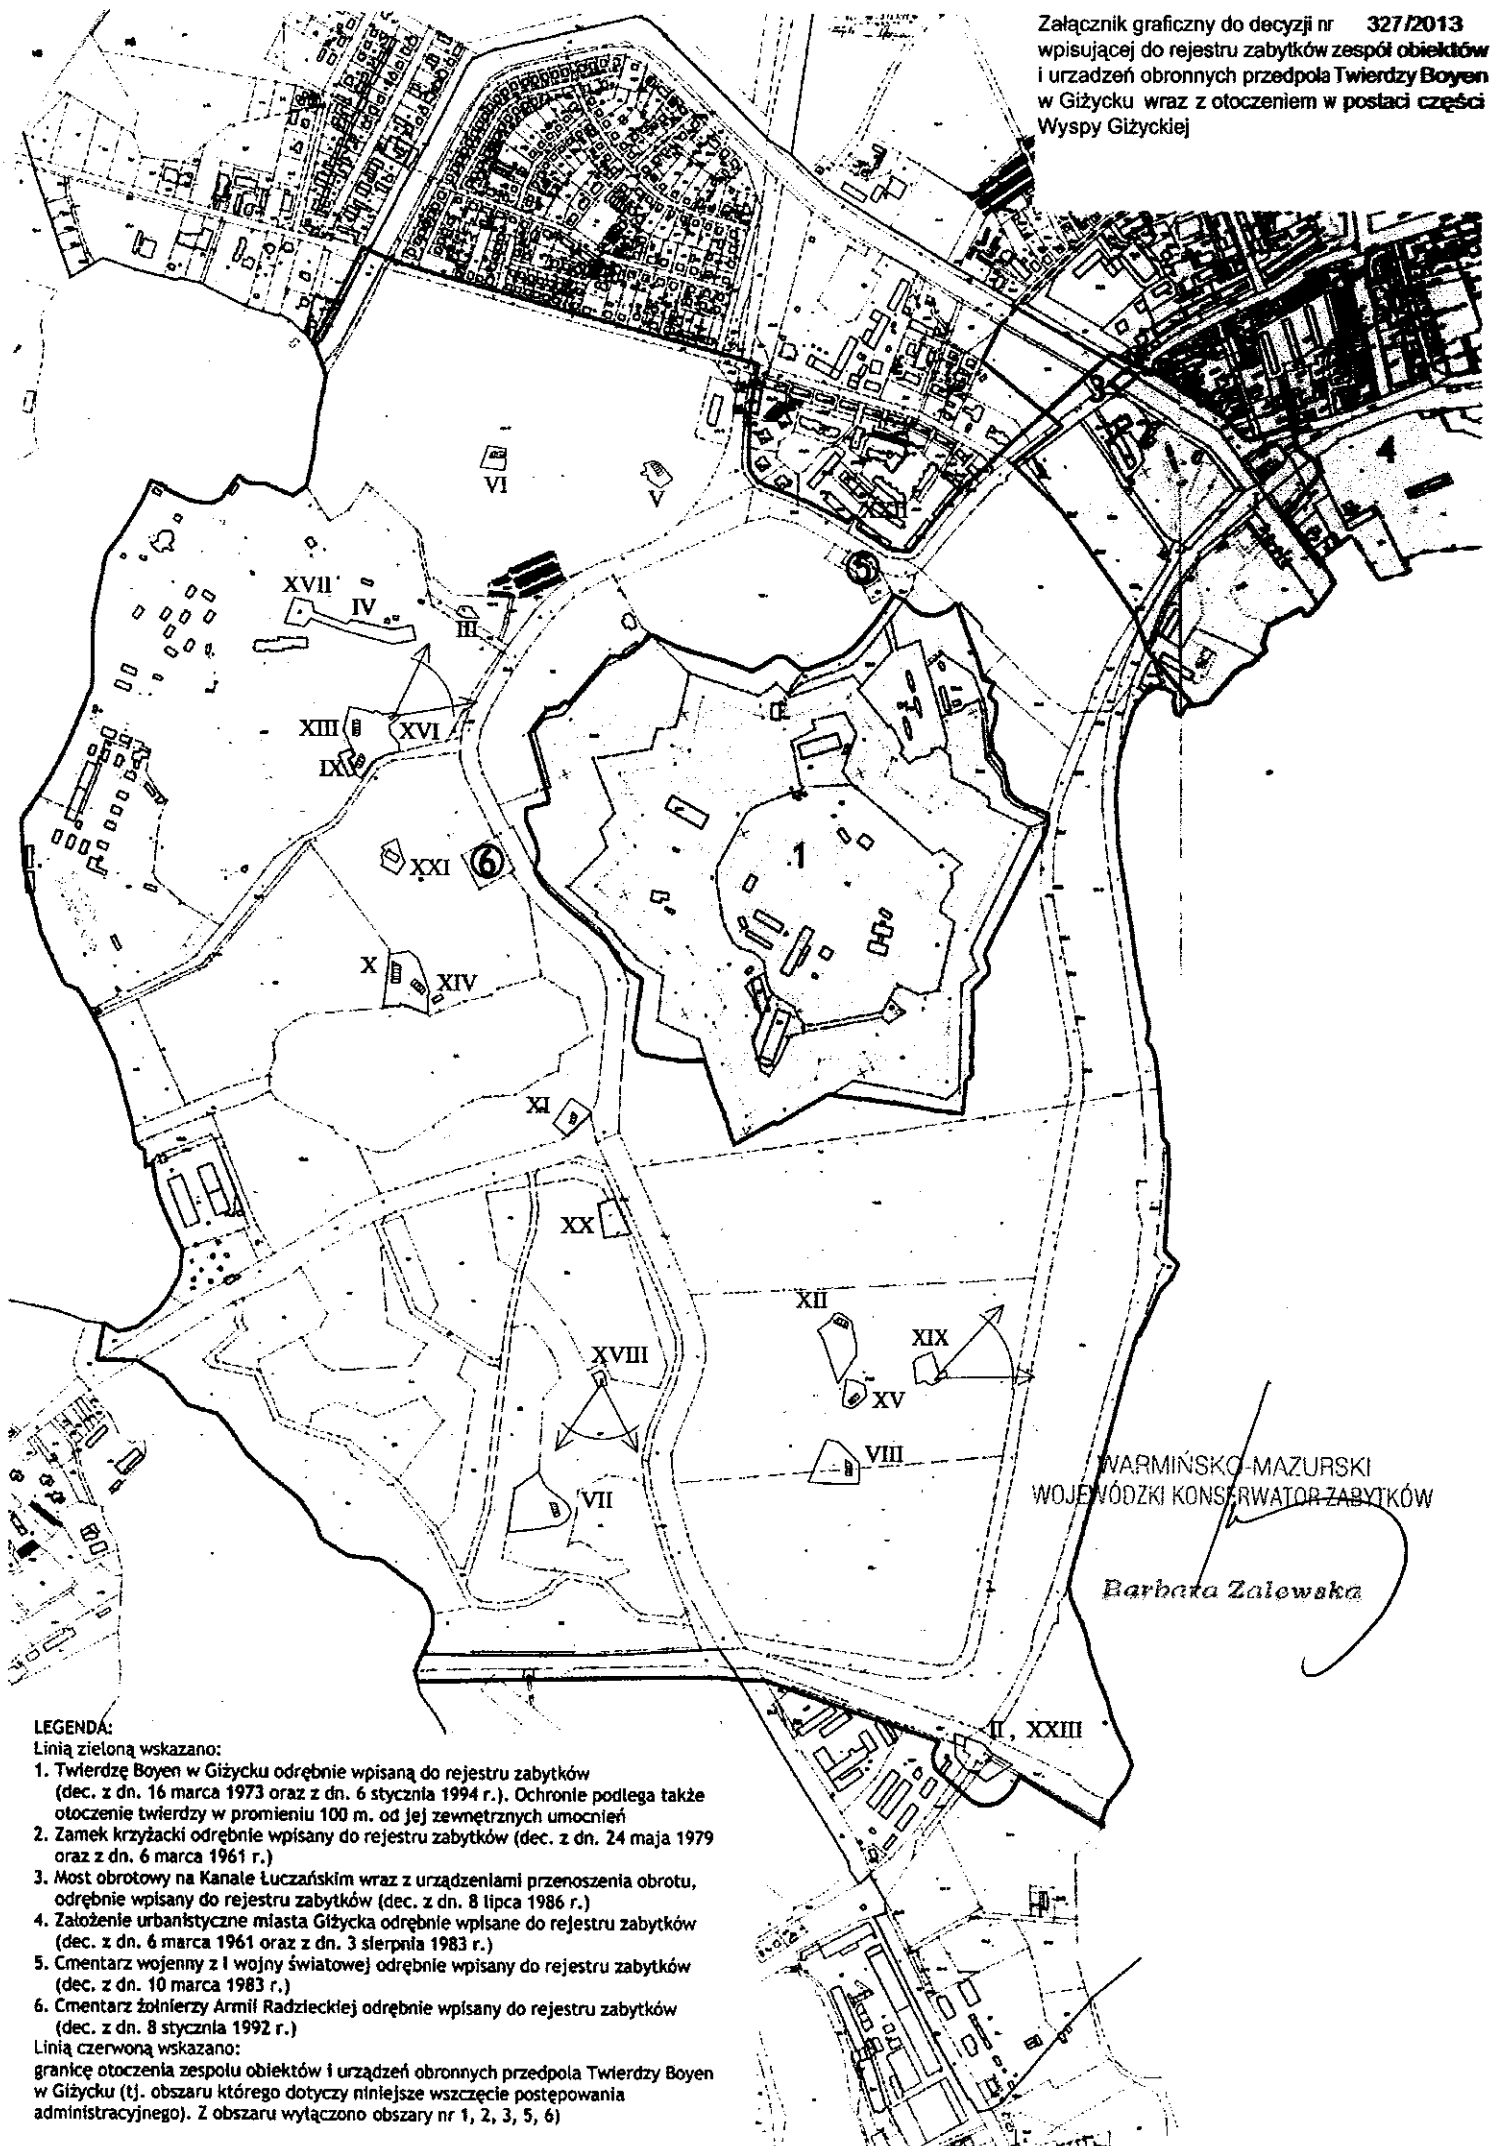 Załącznik graficzny do decyzji nr 327/2013
wpisującej do rejestru zabytków zespół obiektów
i urzadzeń obronnych przedpola Twierdzy Boyen
w Giżycku wraz z otoczeniem w postaci części
Wyspy Giżyckiej
3
2
4
VI
V
XXII
5
XVII
IV
III
XIII
XVI
IX
1
XXI
6
X
XIV
XI
XX
XII
XIX
XVIII
XV
VIII
VII
WARMIŃSKO-MAZURSKI
WOJEWÓDZKI KONSERWATOR ZABYTKÓW
Barbara Zalewska
II, XXIII
LEGENDA:
Linią zieloną wskazano:
1. Twierdzę Boyen w Giżycku odrębnie wpisaną do rejestru zabytków
(dec. z dn. 16 marca 1973 oraz z dn. 6 stycznia 1994 r.). Ochronie podlega także
otoczenie twierdzy w promieniu 100 m. od jej zewnętrznych umocnień
2. Zamek krzyżacki odrębnie wpisany do rejestru zabytków (dec. z dn. 24 maja 1979
oraz z dn. 6 marca 1961 r.)
3. Most obrotowy na Kanale Łuczańskim wraz z urządzeniami przenoszenia obrotu,
odrębnie wpisany do rejestru zabytków (dec. z dn. 8 lipca 1986 r.)
4. Założenie urbanistyczne miasta Giżycka odrębnie wpisane do rejestru zabytków
(dec. z dn. 6 marca 1961 oraz z dn. 3 sierpnia 1983 r.)
5. Cmentarz wojenny z I wojny światowej odrębnie wpisany do rejestru zabytków
(dec. z dn. 10 marca 1983 r.)
6. Cmentarz żołnierzy Armii Radzieckiej odrębnie wpisany do rejestru zabytków
(dec. z dn. 8 stycznia 1992 r.)
Linią czerwoną wskazano:
granicę otoczenia zespołu obiektów i urządzeń obronnych przedpola Twierdzy Boyen
w Giżycku (tj. obszaru którego dotyczy niniejsze wszczęcie postępowania
administracyjnego). Z obszaru wyłączono obszary nr 1, 2, 3, 5, 6)